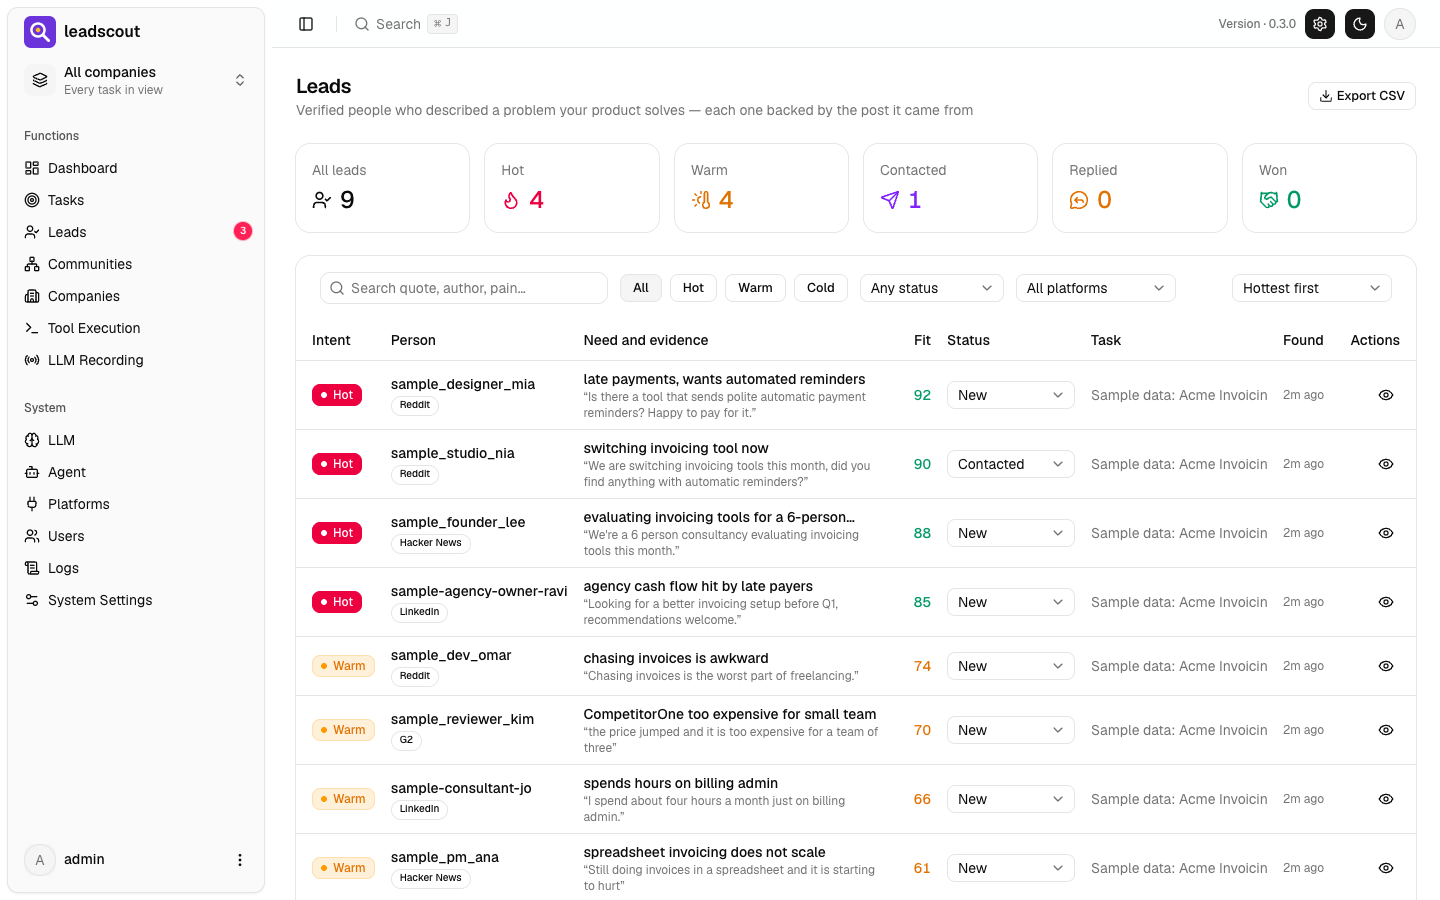 leadscout
All companies
Every task in view
Functions
Dashboard
Tasks
Leads 3
Communities
Companies
Tool Execution
LLM Recording
System
LLM
Agent
Platforms
Users
Logs
System Settings
A admin
Search ⌘ J
Version · 0.3.0 A
Leads
Verified people who described a problem your product solves — each one backed by the post it came from
Export CSV
All leads
9
Hot
4
Warm
4
Contacted
1
Replied
0
Won
0
Search quote, author, pain... All Hot Warm Cold Any status All platforms Hottest first
Intent Person Need and evidence Fit Status Task Found Actions
Hot
sample_designer_mia
Reddit
late payments, wants automated reminders
“Is there a tool that sends polite automatic payment
reminders? Happy to pay for it.”
92 New Sample data: Acme Invoicin 2m ago
Hot
sample_studio_nia
Reddit
switching invoicing tool now
“We are switching invoicing tools this month, did you
find anything with automatic reminders?”
90 Contacted Sample data: Acme Invoicin 2m ago
Hot
sample_founder_lee
Hacker News
evaluating invoicing tools for a 6-person...
“We're a 6 person consultancy evaluating invoicing
tools this month.”
88 New Sample data: Acme Invoicin 2m ago
Hot
sample-agency-owner-ravi
LinkedIn
agency cash flow hit by late payers
“Looking for a better invoicing setup before Q1,
recommendations welcome.”
85 New Sample data: Acme Invoicin 2m ago
Warm
sample_dev_omar
Reddit
chasing invoices is awkward
“Chasing invoices is the worst part of freelancing.”
74 New Sample data: Acme Invoicin 2m ago
Warm
sample_reviewer_kim
G2
CompetitorOne too expensive for small team
“the price jumped and it is too expensive for a team of
three”
70 New Sample data: Acme Invoicin 2m ago
Warm
sample-consultant-jo
LinkedIn
spends hours on billing admin
“I spend about four hours a month just on billing
admin.”
66 New Sample data: Acme Invoicin 2m ago
Warm
sample_pm_ana
Hacker News
spreadsheet invoicing does not scale
“Still doing invoices in a spreadsheet and it is starting
to hurt”
61 New Sample data: Acme Invoicin 2m ago